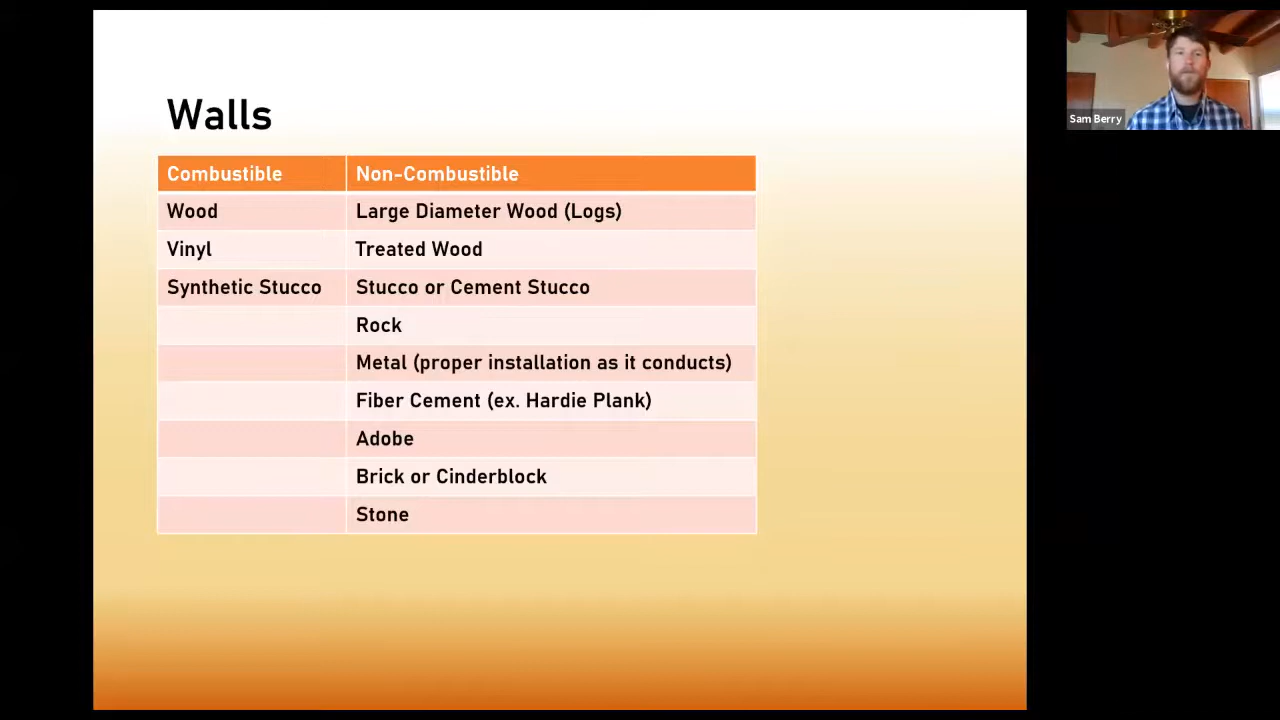 Walls
Combustible Non-Combustible
Wood Large Diameter Wood (Logs)
Vinyl Treated Wood
Synthetic Stucco Stucco or Cement Stucco
Rock
Metal (proper installation as it conducts)
Fiber Cement (ex. Hardie Plank)
Adobe
Brick or Cinderblock
Stone
Sam Berry